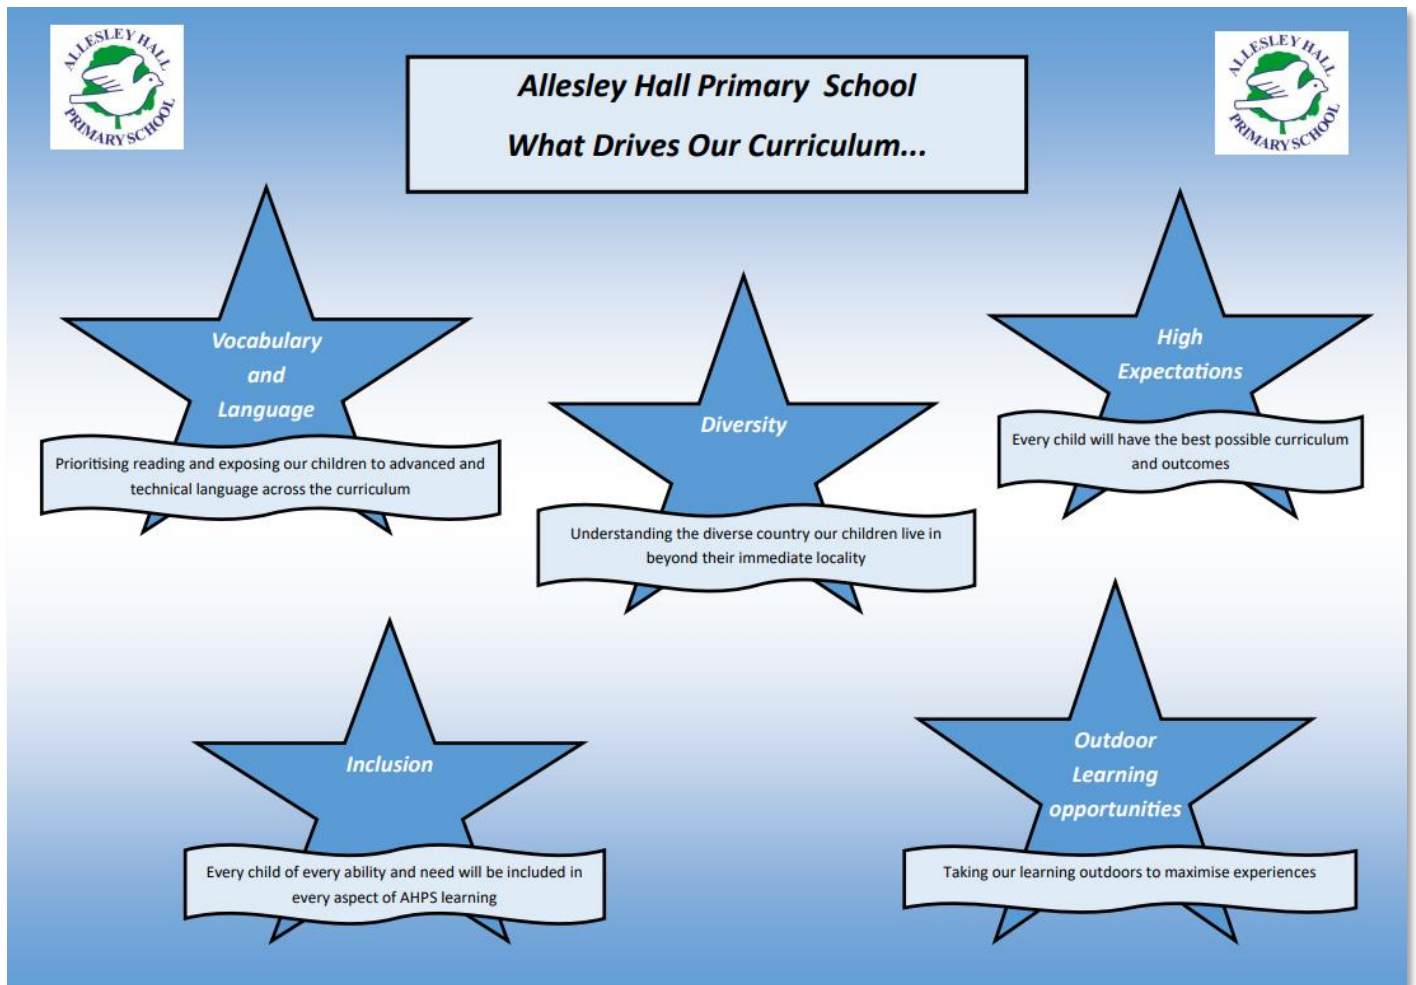 ALLESLEY HALL
PRIMARY SCHOOL
Allesley Hall Primary School
What Drives Our Curriculum...
ALLESLEY HALL
PRIMARY SCHOOL
Vocabulary
and
Language
Prioritising reading and exposing our children to advanced and
technical language across the curriculum
Diversity
Understanding the diverse country our children live in
beyond their immediate locality
High
Expectations
Every child will have the best possible curriculum
and outcomes
Inclusion
Every child of every ability and need will be included in
every aspect of AHPS learning
Outdoor
Learning
opportunities
Taking our learning outdoors to maximise experiences